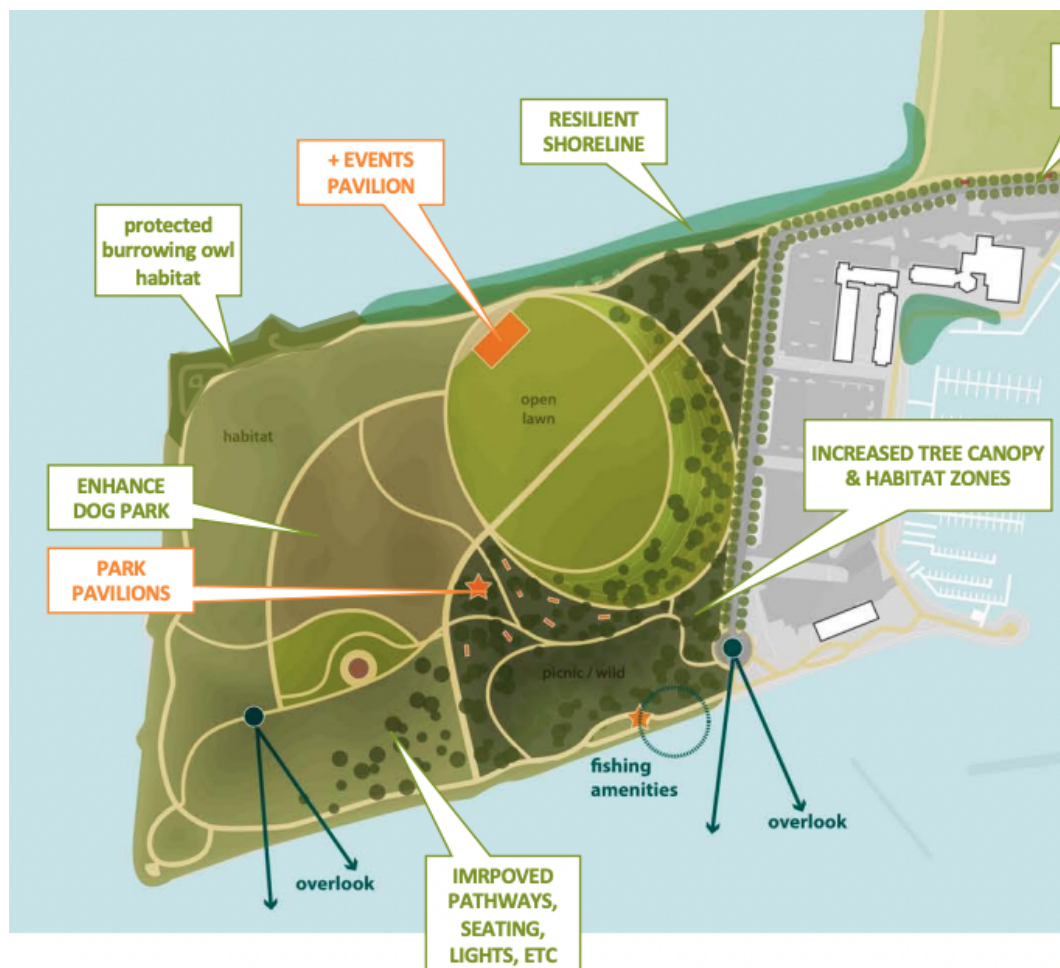 RESILIENT
SHORELINE
+ EVENTS
PAVILION
protected
burrowing owl
habitat
open
lawn
habitat
INCREASED TREE CANOPY
& HABITAT ZONES
ENHANCE
DOG PARK
PARK
PAVILIONS
picnic / wild
fishing
amenities
overlook
overlook
IMRPOVED
PATHWAYS,
SEATING,
LIGHTS, ETC